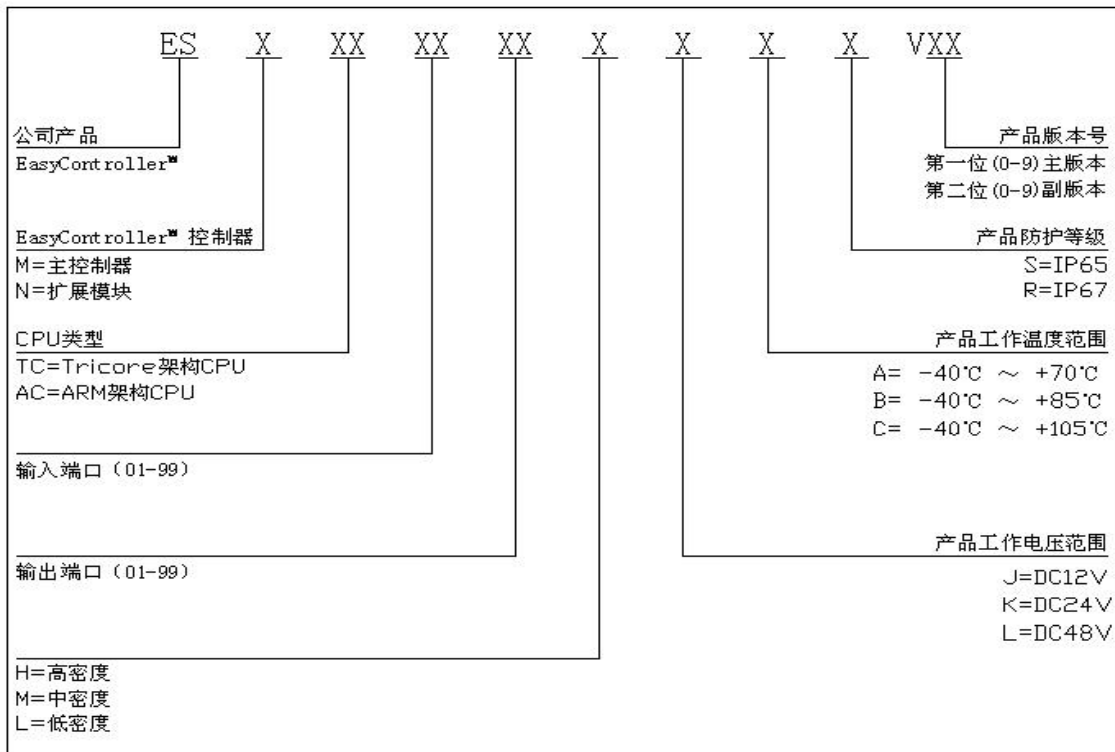 ES X XX XX XX X X X X VXX
公司产品
EasyController™
EasyController™ 控制器
M=主控制器
N=扩展模块
CPU类型
TC=Tricore架构CPU
AC=ARM架构CPU
输入端口（01-99）
输出端口（01-99）
H=高密度
M=中密度
L=低密度
产品版本号
第一位(0-9)主版本
第二位(0-9)副版本
产品防护等级
S=IP65
R=IP67
产品工作温度范围
A= -40℃ ～ +70℃
B= -40℃ ～ +85℃
C= -40℃ ～ +105℃
产品工作电压范围
J=DC12V
K=DC24V
L=DC48V